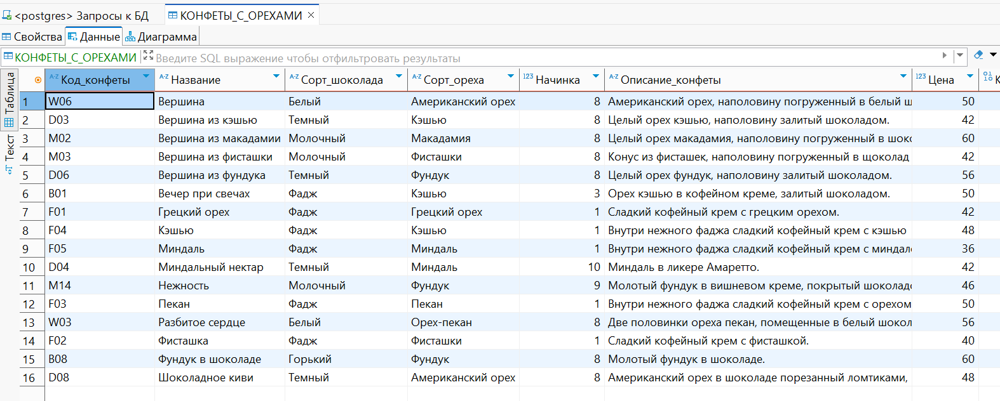 <postgres> Запросы к БД КОНФЕТЫ_С_ОРЕХАМИ
Свойства Данные Диаграмма
КОНФЕТЫ_С_ОРЕХАМИ Введите SQL выражение чтобы отфильтровать результаты
Таблица
Текст
A-Z Код_конфеты A-Z Название A-Z Сорт_шоколада A-Z Сорт_ореха 123 Начинка A-Z Описание_конфеты 123 Цена К
1 W06 Вершина Белый Американский орех 8 Американский орех, наполовину погруженный в белый ш 50
2 D03 Вершина из кэшью Темный Кэшью 8 Целый орех кэшью, наполовину залитый шоколадом. 42
3 M02 Вершина из макадамии Молочный Макадамия 8 Целый орех макадамия, наполовину погруженный в шок 60
4 M03 Вершина из фисташки Молочный Фисташки 8 Конус из фисташек, наполовину погруженный в щоколад 42
5 D06 Вершина из фундука Темный Фундук 8 Целый орех фундук, наполовину залитый шоколадом. 56
6 B01 Вечер при свечах Фадж Кэшью 3 Орех кэшью в кофейном креме, залитый шоколадом. 50
7 F01 Грецкий орех Фадж Грецкий орех 1 Сладкий кофейный крем с грецким орехом. 42
8 F04 Кэшью Фадж Кэшью 1 Внутри нежного фаджа сладкий кофейный крем с кэшью 48
9 F05 Миндаль Фадж Миндаль 1 Внутри нежного фаджа сладкий кофейный крем с миндал 36
10 D04 Миндальный нектар Темный Миндаль 10 Миндаль в ликере Амаретто. 42
11 M14 Нежность Молочный Фундук 9 Молотый фундук в вишневом креме, покрытый шоколад 46
12 F03 Пекан Фадж Пекан 1 Внутри нежного фаджа сладкий кофейный крем с орехом 50
13 W03 Разбитое сердце Белый Орех-пекан 8 Две половинки ореха пекан, помещенные в белый шокол 56
14 F02 Фисташка Фадж Фисташки 1 Сладкий кофейный крем с фисташкой. 40
15 B08 Фундук в шоколаде Горький Фундук 8 Молотый фундук в шоколаде. 60
16 D08 Шоколадное киви Темный Американский орех 8 Американский орех в шоколаде порезанный ломтиками, 48